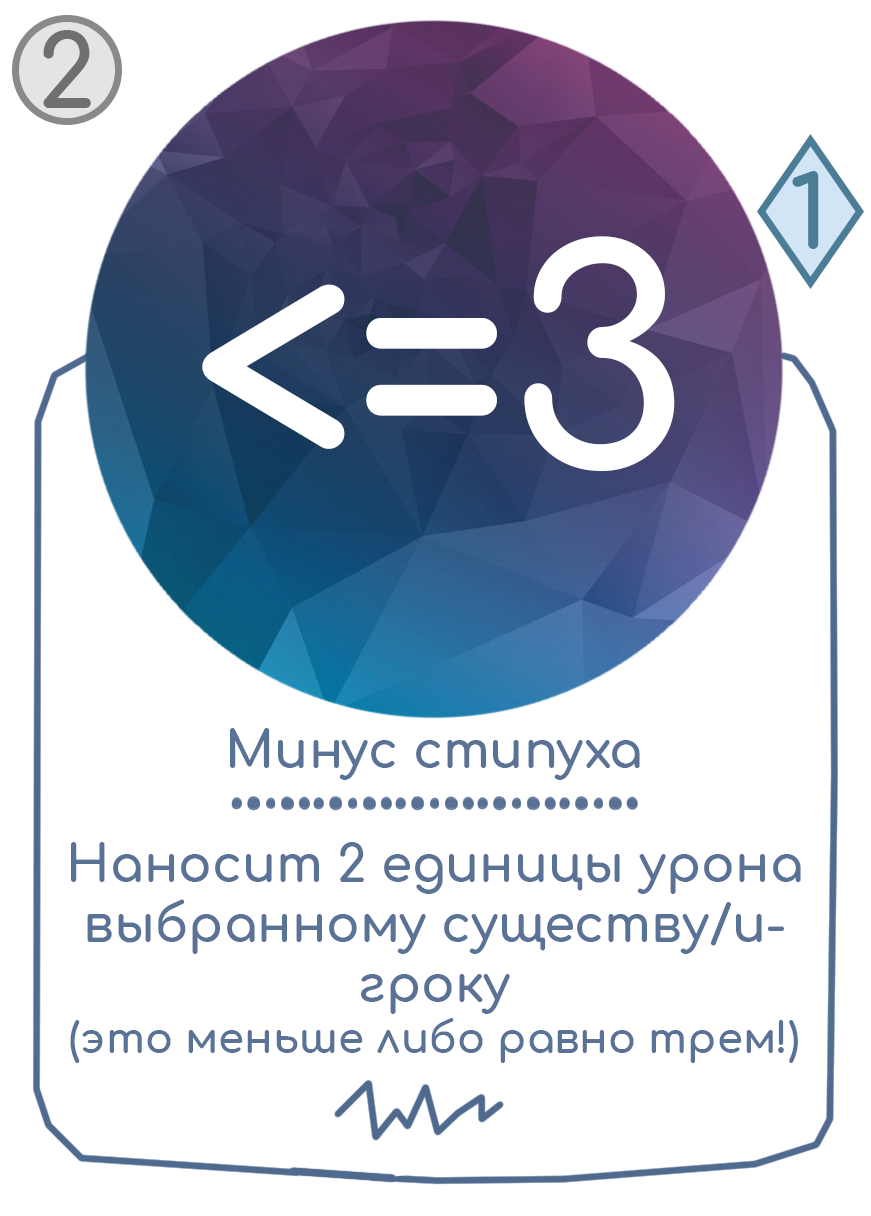 2
1
<=3
Минус стипуха
Наносит 2 единицы урона
выбранному существу/и-
гроку
(это меньше либо равно трем!)